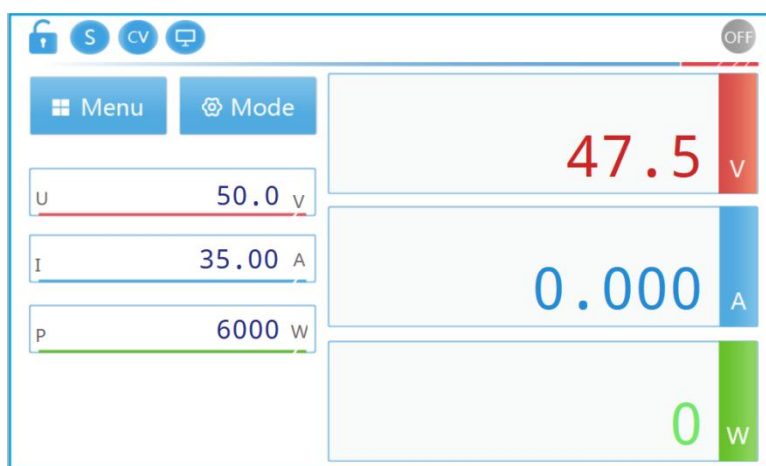 S CV OFF
Menu Mode
47.5 V
U 50.0 V
I 35.00 A
0.000 A
P 6000 W
0 W